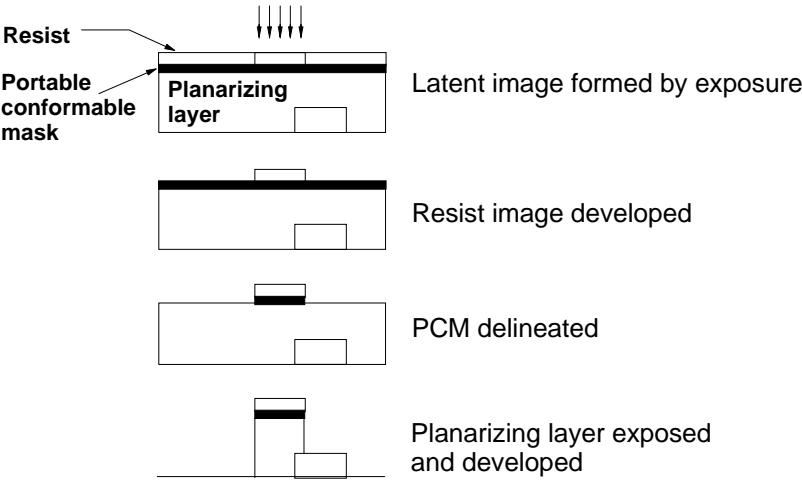 Resist
Portable
conformable
mask
Planarizing
layer
Latent image formed by exposure
Resist image developed
PCM delineated
Planarizing layer exposed
and developed